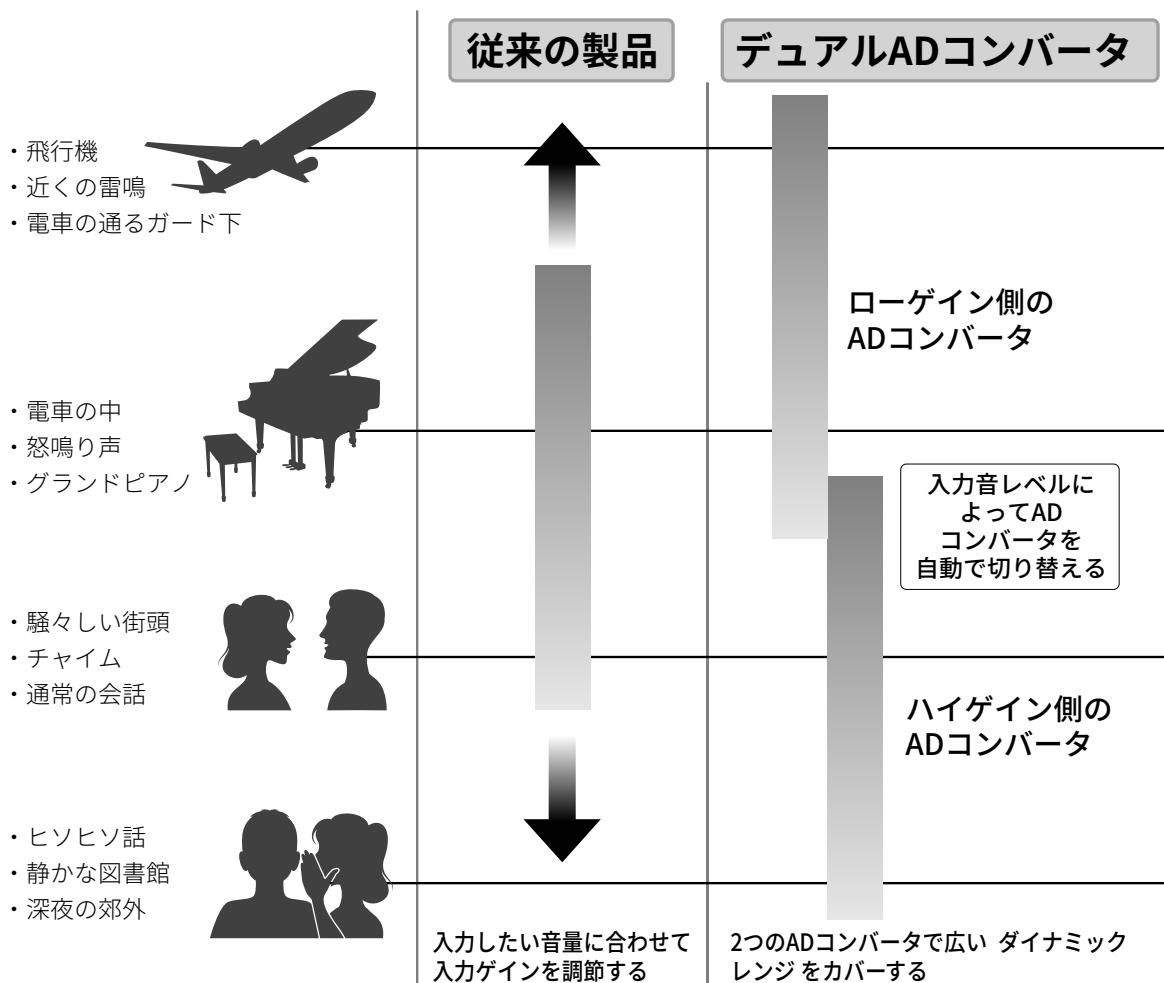 従来の製品
デュアルADコンバータ
・飛行機
・近くの雷鳴
・電車の通るガード下
ローゲイン側の
ADコンバータ
・電車の中
・怒鳴り声
・グランドピアノ
入力音レベルに
よってAD
コンバータを
自動で切り替える
・騒々しい街頭
・チャイム
・通常の会話
ハイゲイン側の
ADコンバータ
・ヒソヒソ話
・静かな図書館
・深夜の郊外
入力したい音量に合わせて
入力ゲインを調節する
2つのADコンバータで広い ダイナミック
レンジ をカバーする